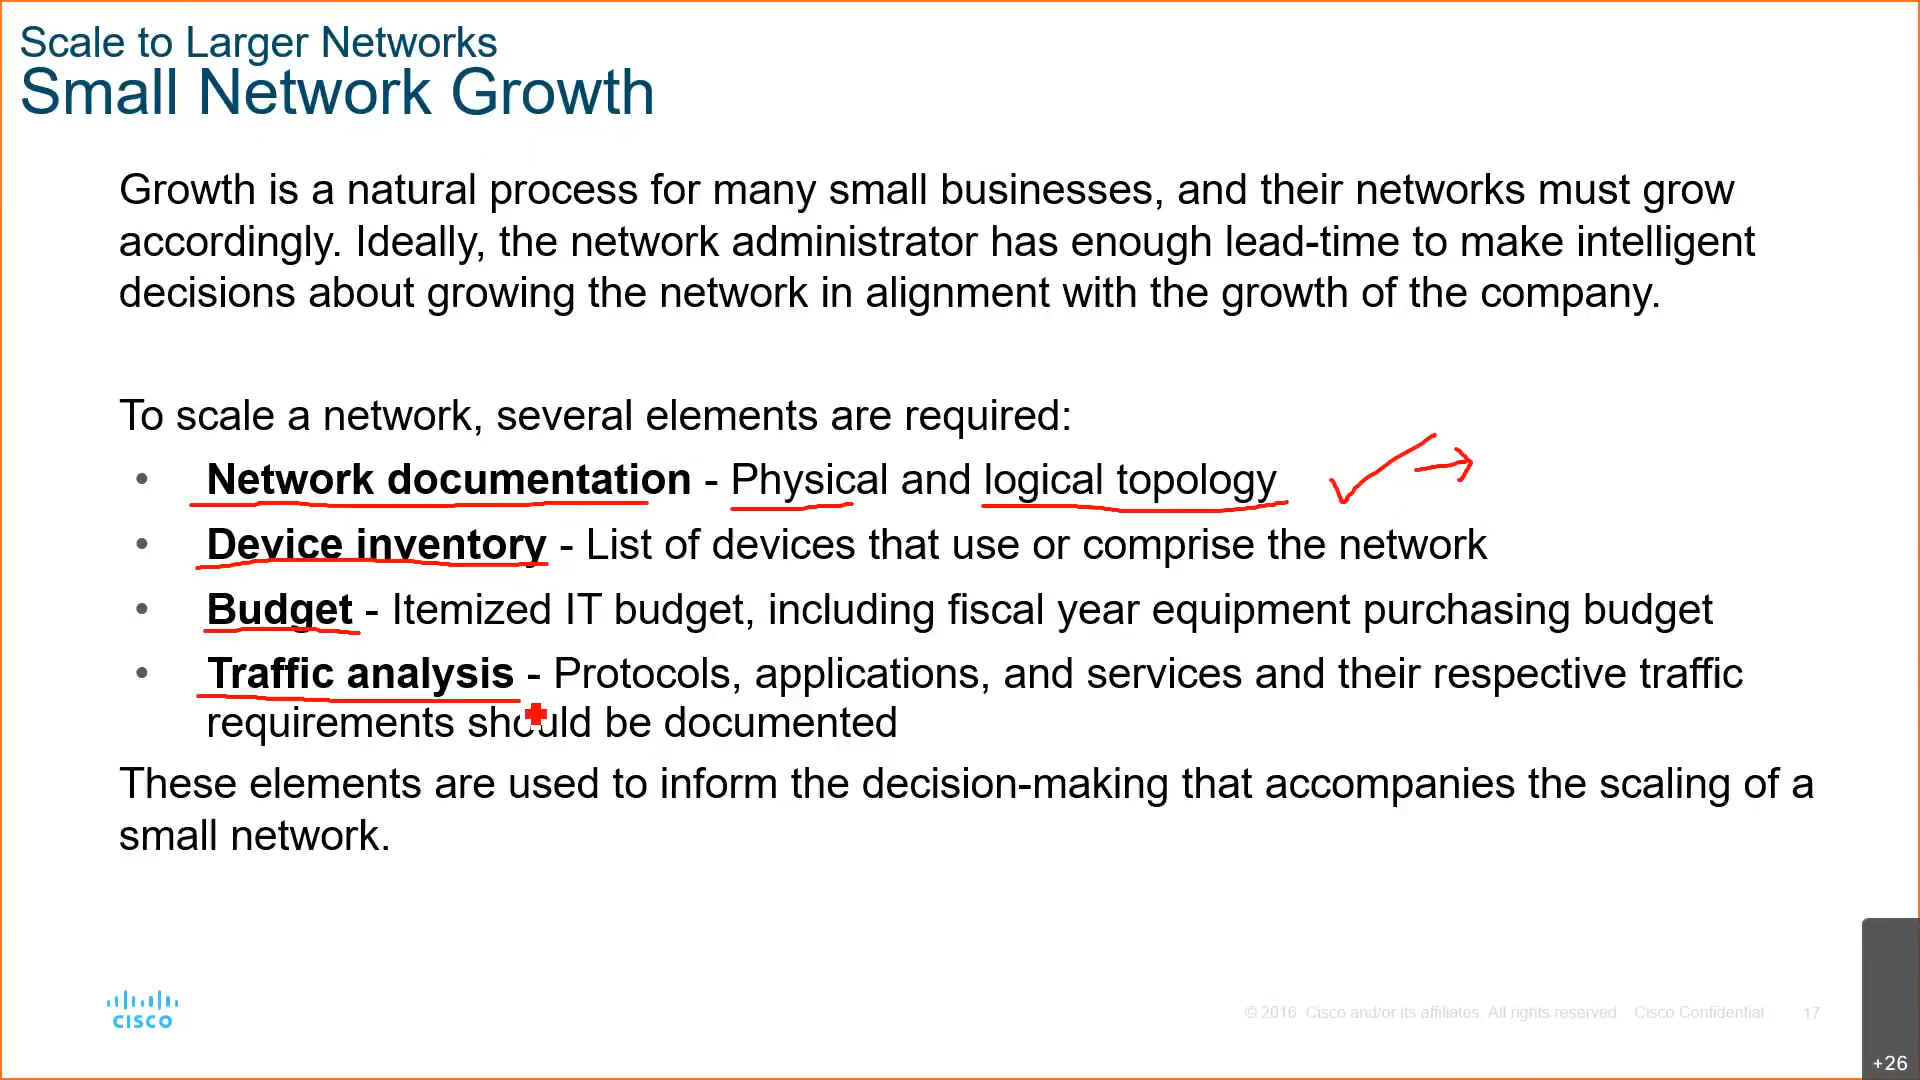 Scale to Larger Networks
Small Network Growth
Growth is a natural process for many small businesses, and their networks must grow
accordingly. Ideally, the network administrator has enough lead-time to make intelligent
decisions about growing the network in alignment with the growth of the company.
To scale a network, several elements are required:
• Network documentation - Physical and logical topology
• Device inventory - List of devices that use or comprise the network
• Budget - Itemized IT budget, including fiscal year equipment purchasing budget
• Traffic analysis - Protocols, applications, and services and their respective traffic
requirements should be documented
These elements are used to inform the decision-making that accompanies the scaling of a
small network.
CISCO
© 2016 Cisco and/or its affiliates. All rights reserved. Cisco Confidential 17
+26